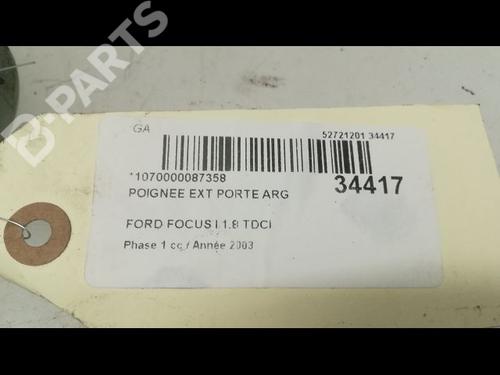 B-PARTS
GA
52721201 34417
*1070000087358
34417
POIGNEE EXT PORTE ARG
FORD FOCUS I 1.8 TDCI
Phase 1 cc / Année 2003